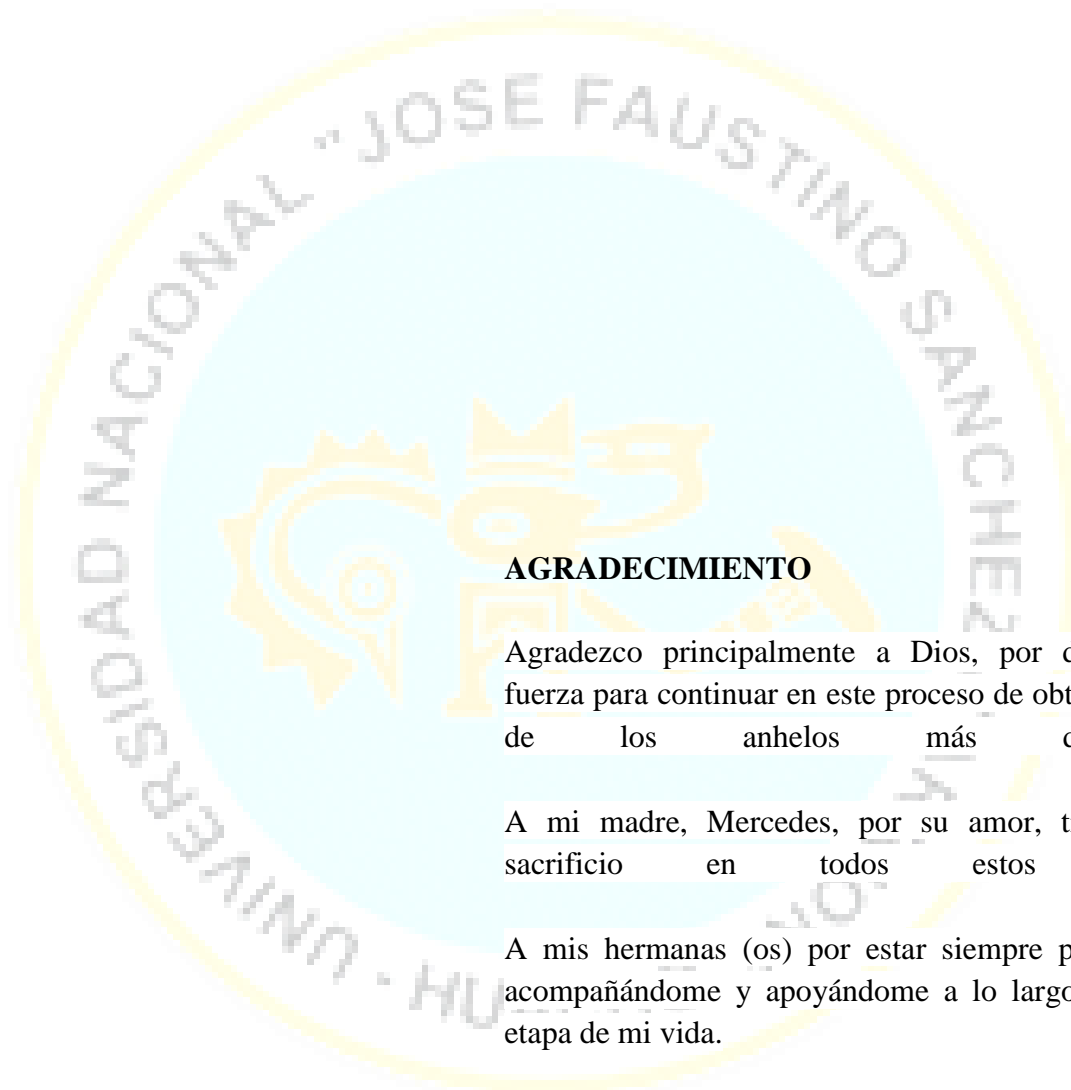 UNIVERSIDAD NACIONAL "JOSE FAUSTINO SANCHEZ
HU
AGRADECIMIENTO
Agradezco principalmente a Dios, por
fuerza para continuar en este proceso de
de los anhelos más
A mi madre, Mercedes, por su amor,
sacrificio en todos estos
A mis hermanas (os) por estar siempre
acompañándome y apoyándome a lo largo
etapa de mi vida.